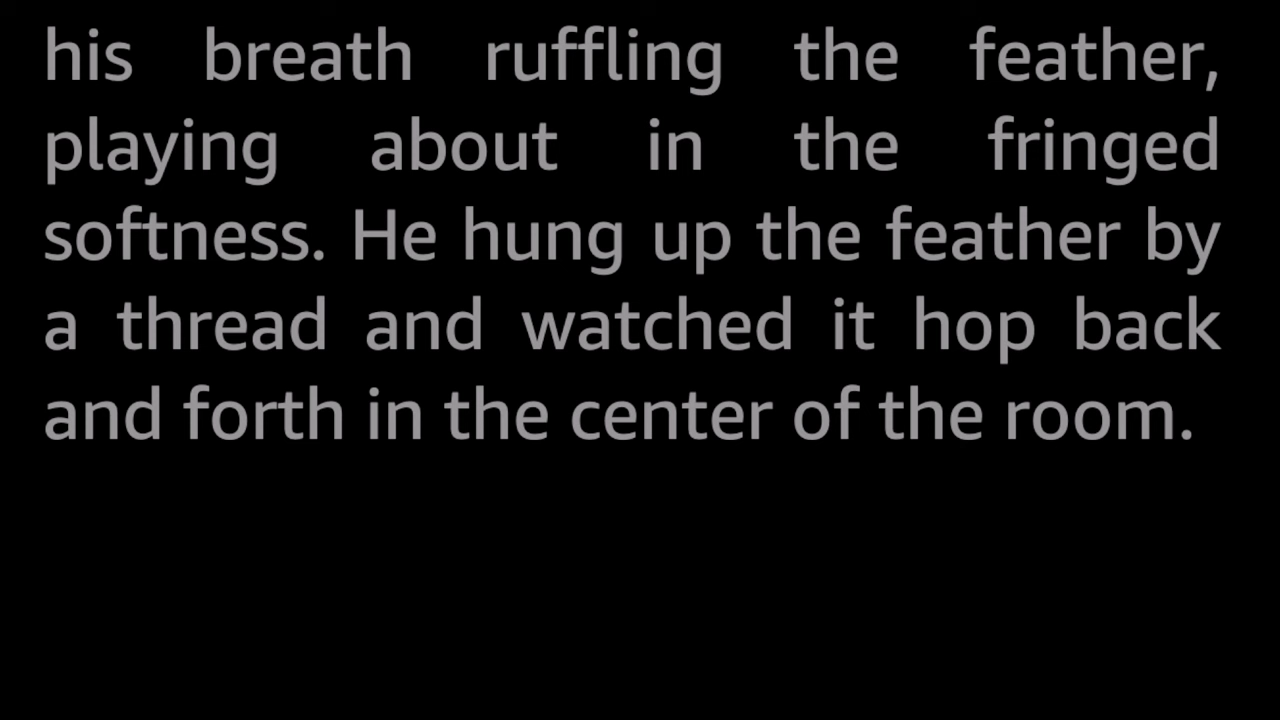 his breath ruffling the feather,
playing about in the fringed
softness. He hung up the feather by
a thread and watched it hop back
and forth in the center of the room.